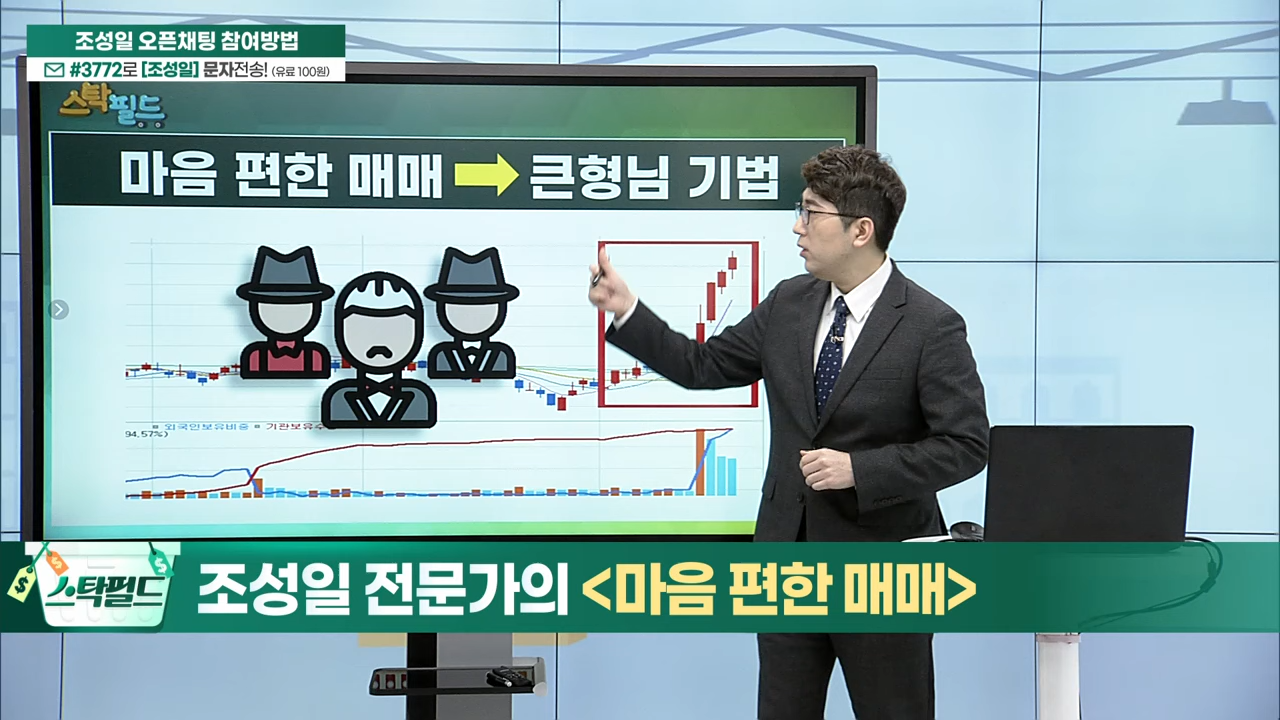 조성일 오픈채팅 참여방법
#3772로 [조성일] 문자전송! (유료 100원)
스탁필드
마음 편한 매매 ➡ 큰형님 기법
외국인보유비중 기관보유수
94.57%)
스탁필드
조성일 전문가의 <마음 편한 매매>